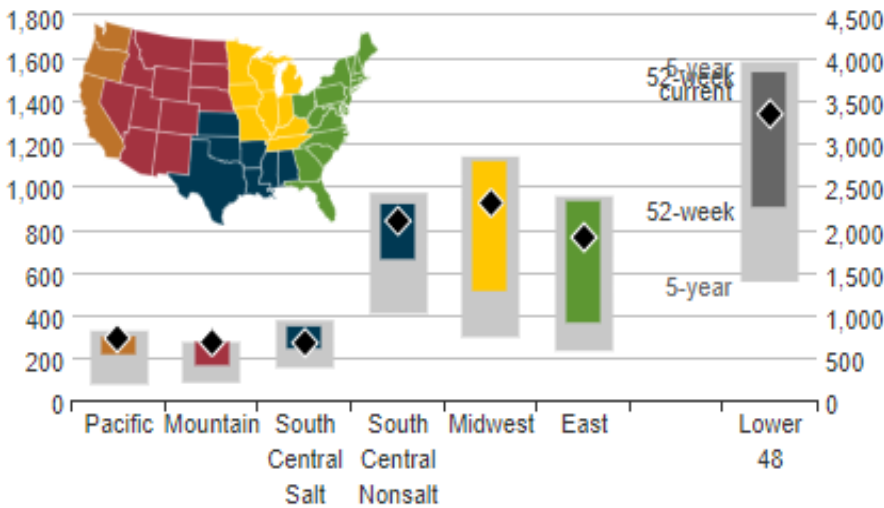 1,800
1,600
1,400
1,200
1,000
800
600
400
200
0
4,500
4,000
3,500
3,000
2,500
2,000
1,500
1,000
500
0
5-year
52-week
current
52-week
5-year
Pacific
Mountain
South
Central
Salt
South
Central
Nonsalt
Midwest
East
Lower
48